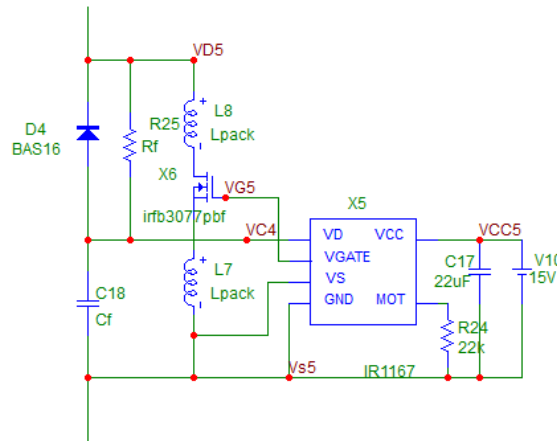 VD5
D4
BAS16
R25
Rf
+
L8
Lpack
X6
irfb3077pbf
VG5
X5
VC4
VD
VCC
VGATE
VS
GND
MOT
VCC5
C17
22uF
V10
15V
+
L7
Lpack
C18
Cf
R24
22k
Vs5
IR1167